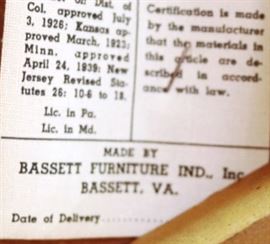 on Dist. of
Col. approved July
3, 1926; Kansas ap-
proved March, 1923;
Minn. approved
April 24, 1939; New
Jersey Revised Sta-
tutes 26: 10-6 to 18.
Lic. in Pa.
Lic. in Md.
Certification is made
by the manufacturer
that the materials in
this article are de-
scribed in accord-
ance with law.
MADE BY
BASSETT FURNITURE IND., Inc.
BASSETT, VA.
Date of Delivery